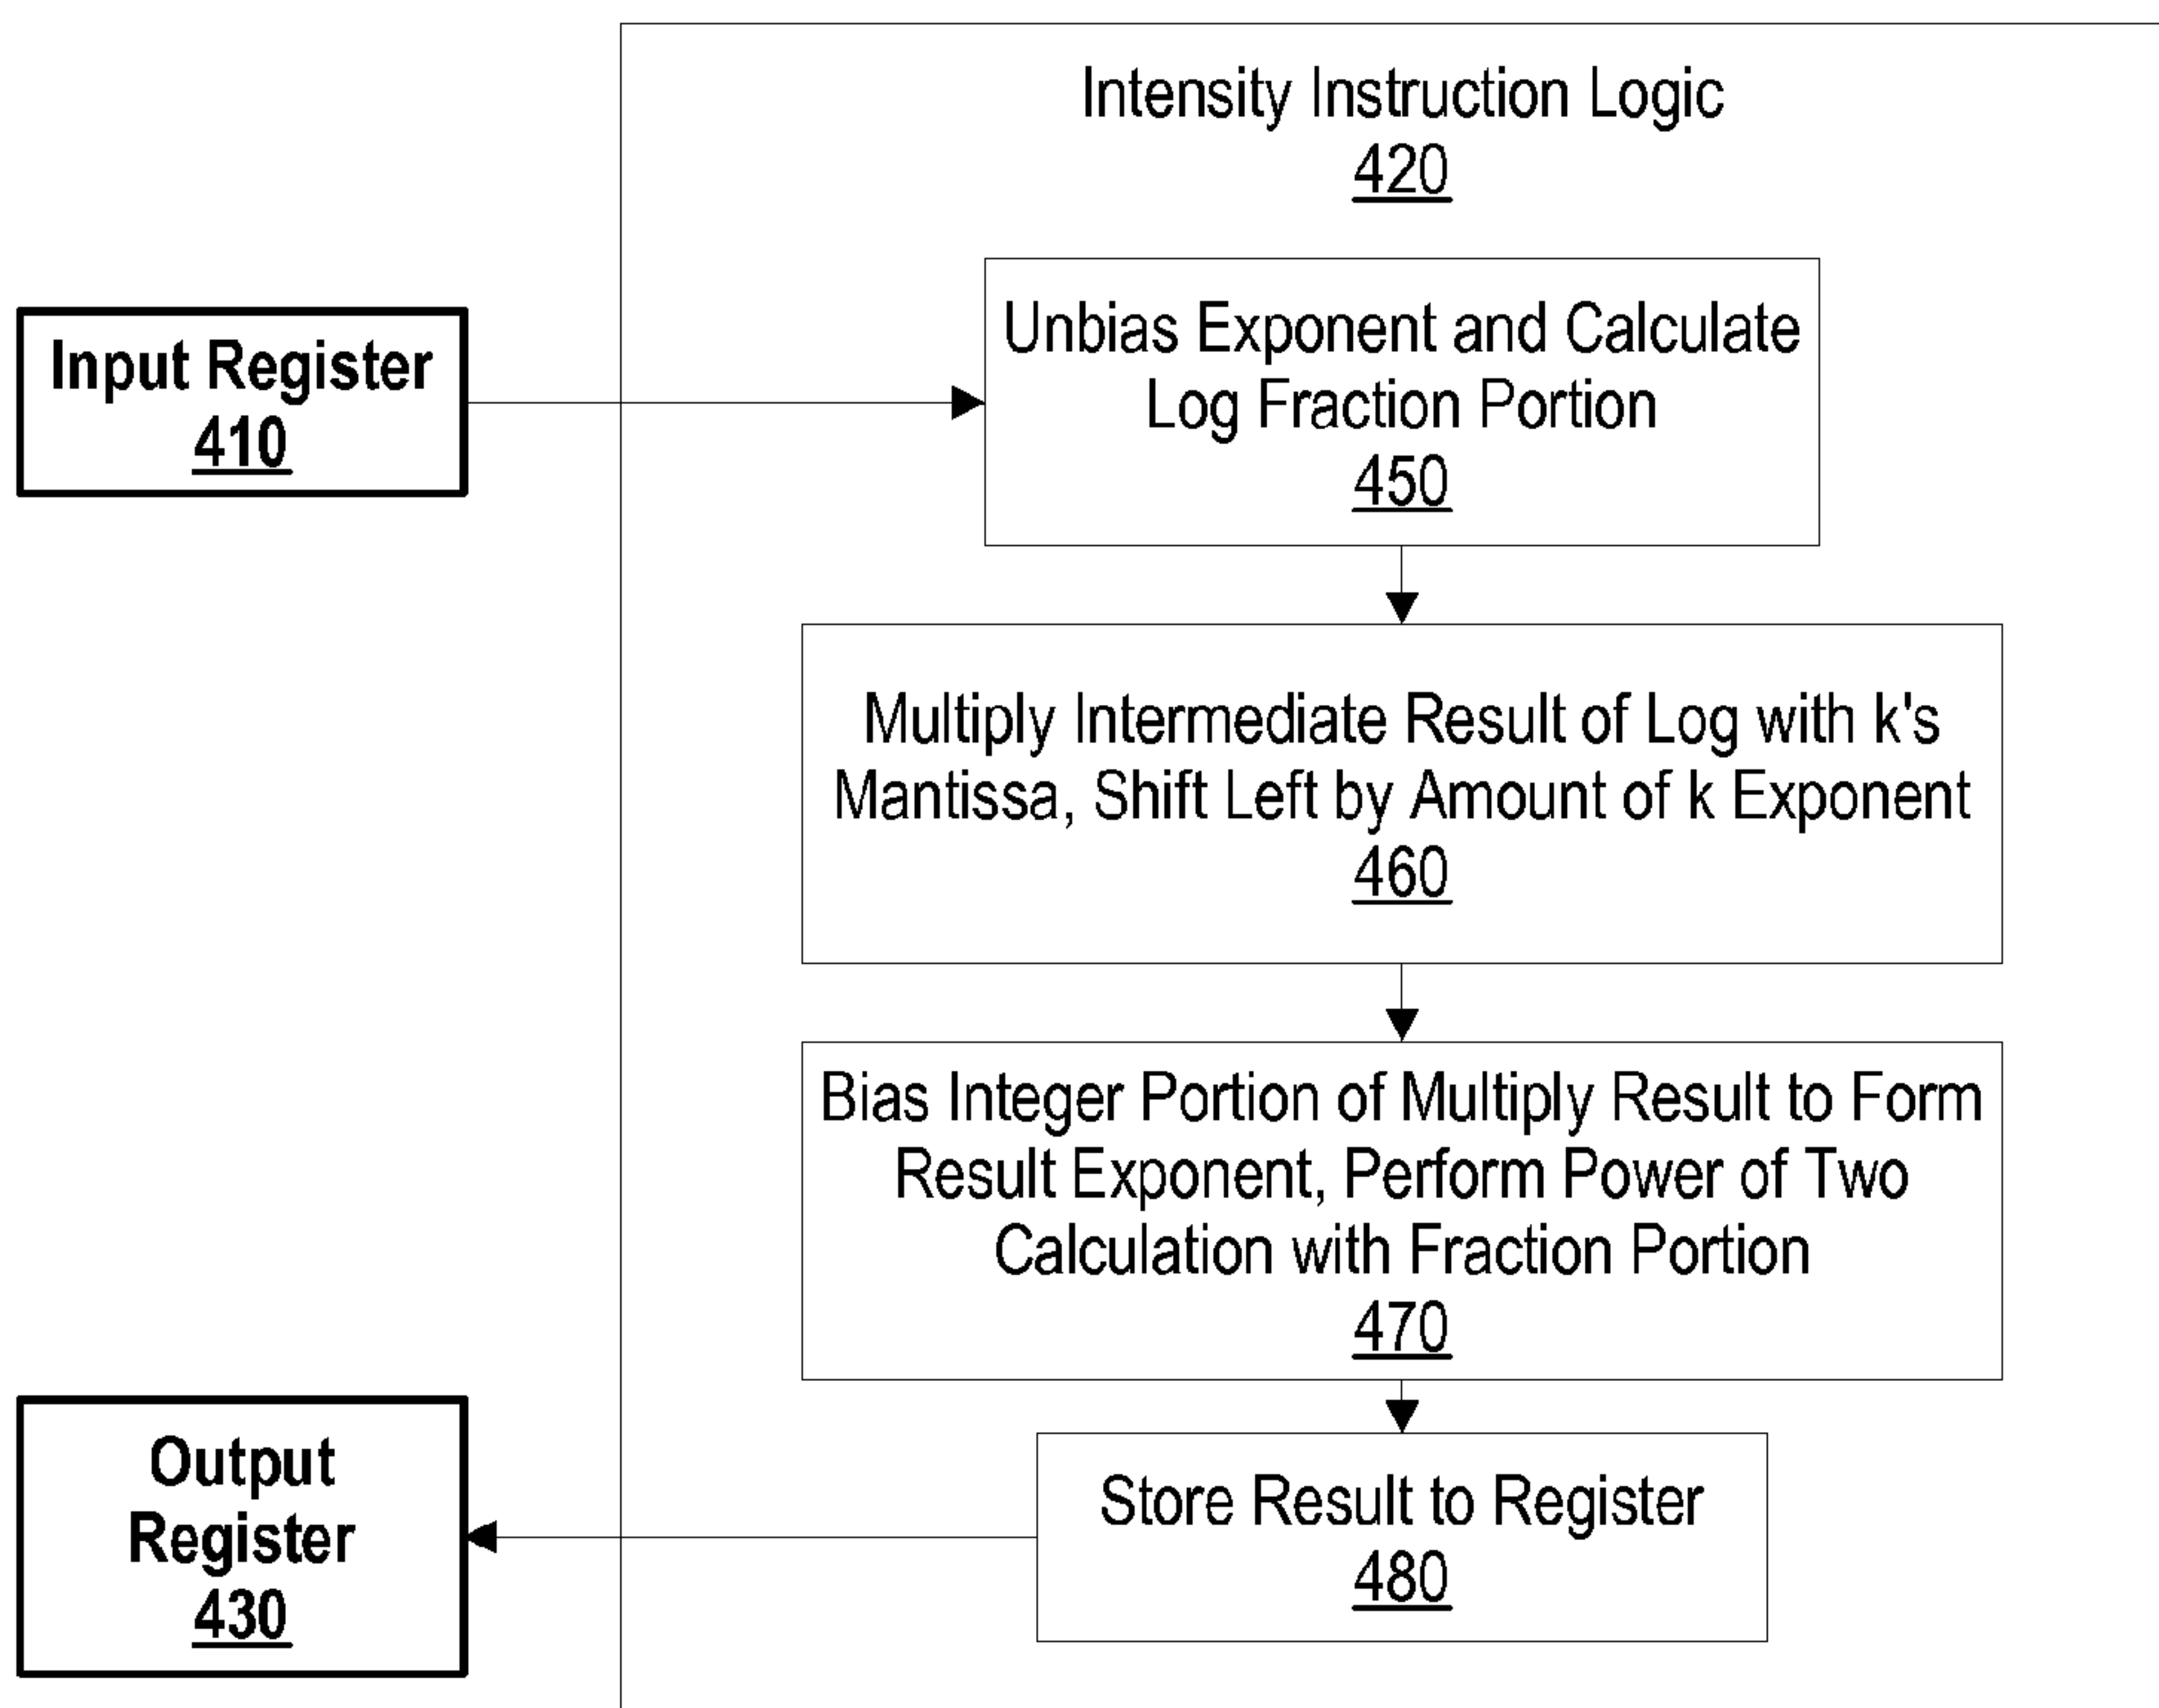 Intensity Instruction Logic
420
Input Register
410
Unbias Exponent and Calculate
Log Fraction Portion
450
Multiply Intermediate Result of Log with k's
Mantissa, Shift Left by Amount of k Exponent
460
Bias Integer Portion of Multiply Result to Form
Result Exponent, Perform Power of Two
Calculation with Fraction Portion
470
Output
Register
430
Store Result to Register
480